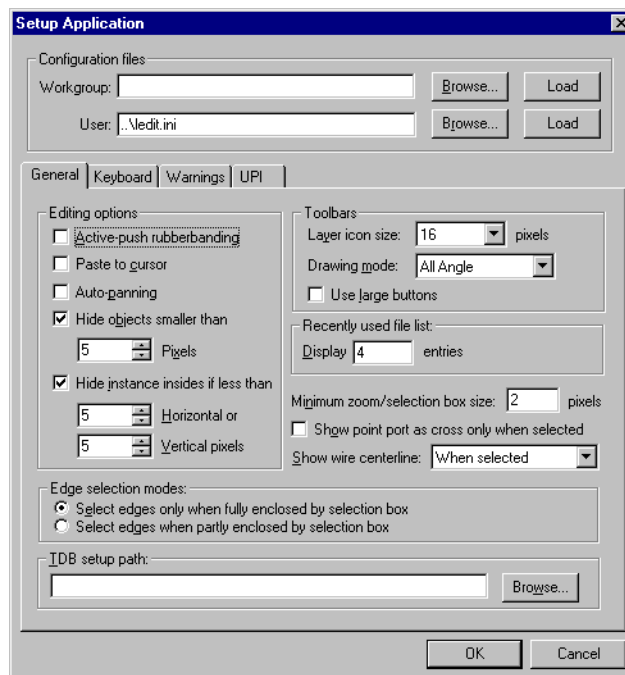 Setup Application
Configuration files
Workgroup: Browse... Load
User: ..\ledit.ini Browse... Load
General Keyboard Warnings UPI
Editing options
Active-push rubberbanding
Paste to cursor
Auto-panning
Hide objects smaller than
5 Pixels
Hide instance insides if less than
5 Horizontal or
5 Vertical pixels
Toolbars
Layer icon size: 16 pixels
Drawing mode: All Angle
Use large buttons
Recently used file list:
Display 4 entries
Minimum zoom/selection box size: 2 pixels
Show point port as cross only when selected
Show wire centerline: When selected
Edge selection modes:
Select edges only when fully enclosed by selection box
Select edges when partly enclosed by selection box
TDB setup path:
Browse...
OK Cancel